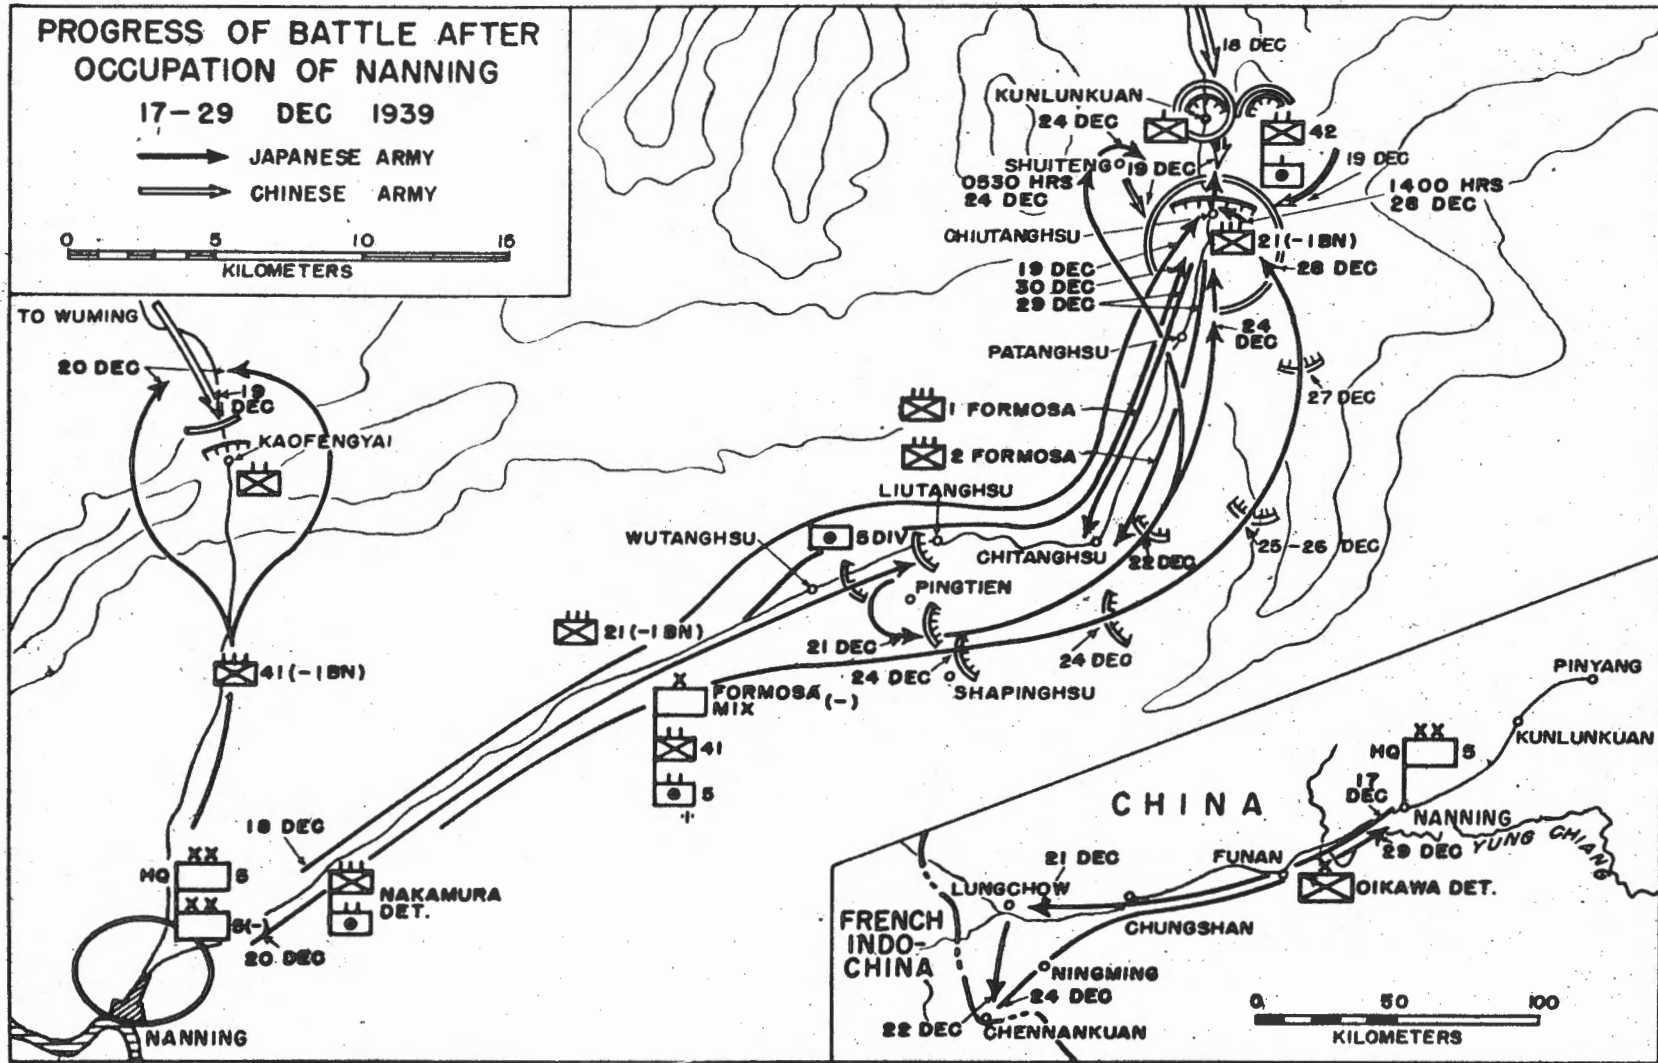 PROGRESS OF BATTLE AFTER
OCCUPATION OF NANNING
17-29 DEC 1939
JAPANESE ARMY
CHINESE ARMY
0 5 10 15
KILOMETERS
18 DEC
KUNLUNKUAN
24 DEC
42
SHUITENG
19 DEC
19 DEC
0530 HRS
24 DEC
1400 HRS
28 DEC
CHIUTANGHSU
21(-1BN)
19 DEC
30 DEC
29 DEC
28 DEC
24
DEC
PATANGHSU
27 DEC
1 FORMOSA
2 FORMOSA
LIUTANGHSU
WUTANGHSU
5 DIV
CHITANGHSU
22 DEC
25-26 DEC
PINGTIEN
21(-1BN)
21 DEC
24 DEC
24 DEC
SHAPINGHSU
FORMOSA (-)
MIX
41
5
TO WUMING
20 DEC
19
DEC
KAOFENGYAI
41(-1BN)
18 DEC
HQ 5
5(-)
NAKAMURA
DET.
20 DEC
NANNING
PINYANG
KUNLUNKUAN
HQ 5
17
DEC
CHINA
NANNING
YUNG CHIANG
29 DEC
FUNAN
OIKAWA DET.
21 DEC
LUNGCHOW
CHUNGSHAN
FRENCH
INDO-
CHINA
NINGMING
24 DEC
22 DEC
CHENNANKUAN
0 50 100
KILOMETERS